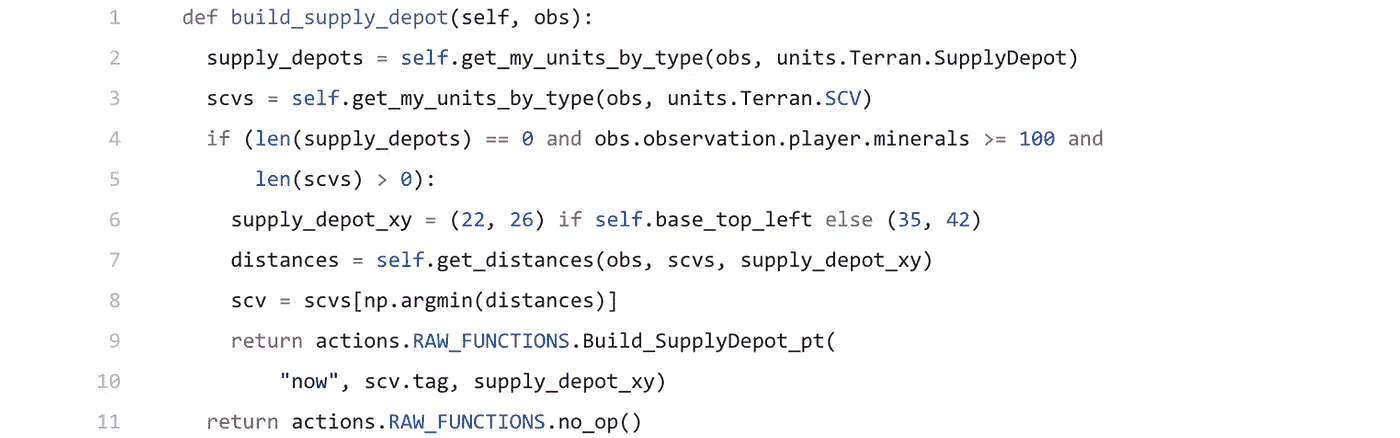 1 def build_supply_depot(self, obs):
2 supply_depots = self.get_my_units_by_type(obs, units.Terran.SupplyDepot)
3 scvs = self.get_my_units_by_type(obs, units.Terran.SCV)
4 if (len(supply_depots) == 0 and obs.observation.player.minerals >= 100 and
5 len(scvs) > 0):
6 supply_depot_xy = (22, 26) if self.base_top_left else (35, 42)
7 distances = self.get_distances(obs, scvs, supply_depot_xy)
8 scv = scvs[np.argmin(distances)]
9 return actions.RAW_FUNCTIONS.Build_SupplyDepot_pt(
10 "now", scv.tag, supply_depot_xy)
11 return actions.RAW_FUNCTIONS.no_op()